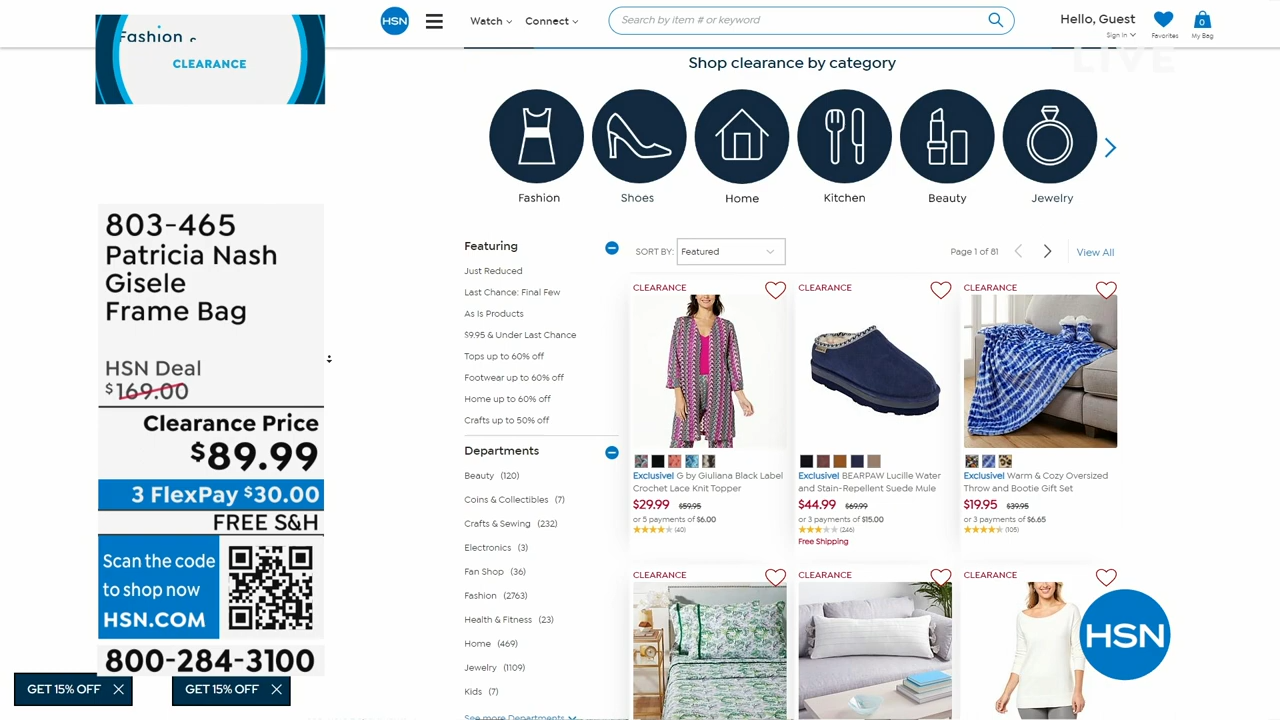 Fashion
CLEARANCE
803-465
Patricia Nash
Gisele
Frame Bag
HSN Deal
$169.00
Clearance Price
$89.99
3 FlexPay $30.00
FREE S&H
Scan the code
to shop now
HSN.COM
800-284-3100
GET 15% OFF
GET 15% OFF
HSN
Watch
Connect
Search by item # or keyword
Hello, Guest
Sign In
Favorites
0
My Bag
LIVE
Shop clearance by category
Fashion
Shoes
Home
Kitchen
Beauty
Jewelry
Featuring
Just Reduced
Last Chance: Final Few
As Is Products
$9.95 & Under Last Chance
Tops up to 60% off
Footwear up to 60% off
Home up to 60% off
Crafts up to 50% off
Departments
Beauty (120)
Coins & Collectibles (7)
Crafts & Sewing (232)
Electronics (3)
Fan Shop (36)
Fashion (2763)
Health & Fitness (23)
Home (469)
Jewelry (1109)
Kids (7)
See more Departments
SORT BY: Featured
Page 1 of 81
View All
CLEARANCE
Exclusive! G by Giuliana Black Label
Crochet Lace Knit Topper
$29.99 $59.95
or 5 payments of $6.00
(40)
CLEARANCE
Exclusive! BEARPAW Lucille Water
and Stain-Repellent Suede Mule
$44.99 $69.99
or 3 payments of $15.00
(246)
Free Shipping
CLEARANCE
Exclusive! Warm & Cozy Oversized
Throw and Bootie Gift Set
$19.95 $39.95
or 3 payments of $6.65
(105)
CLEARANCE
CLEARANCE
CLEARANCE
HSN